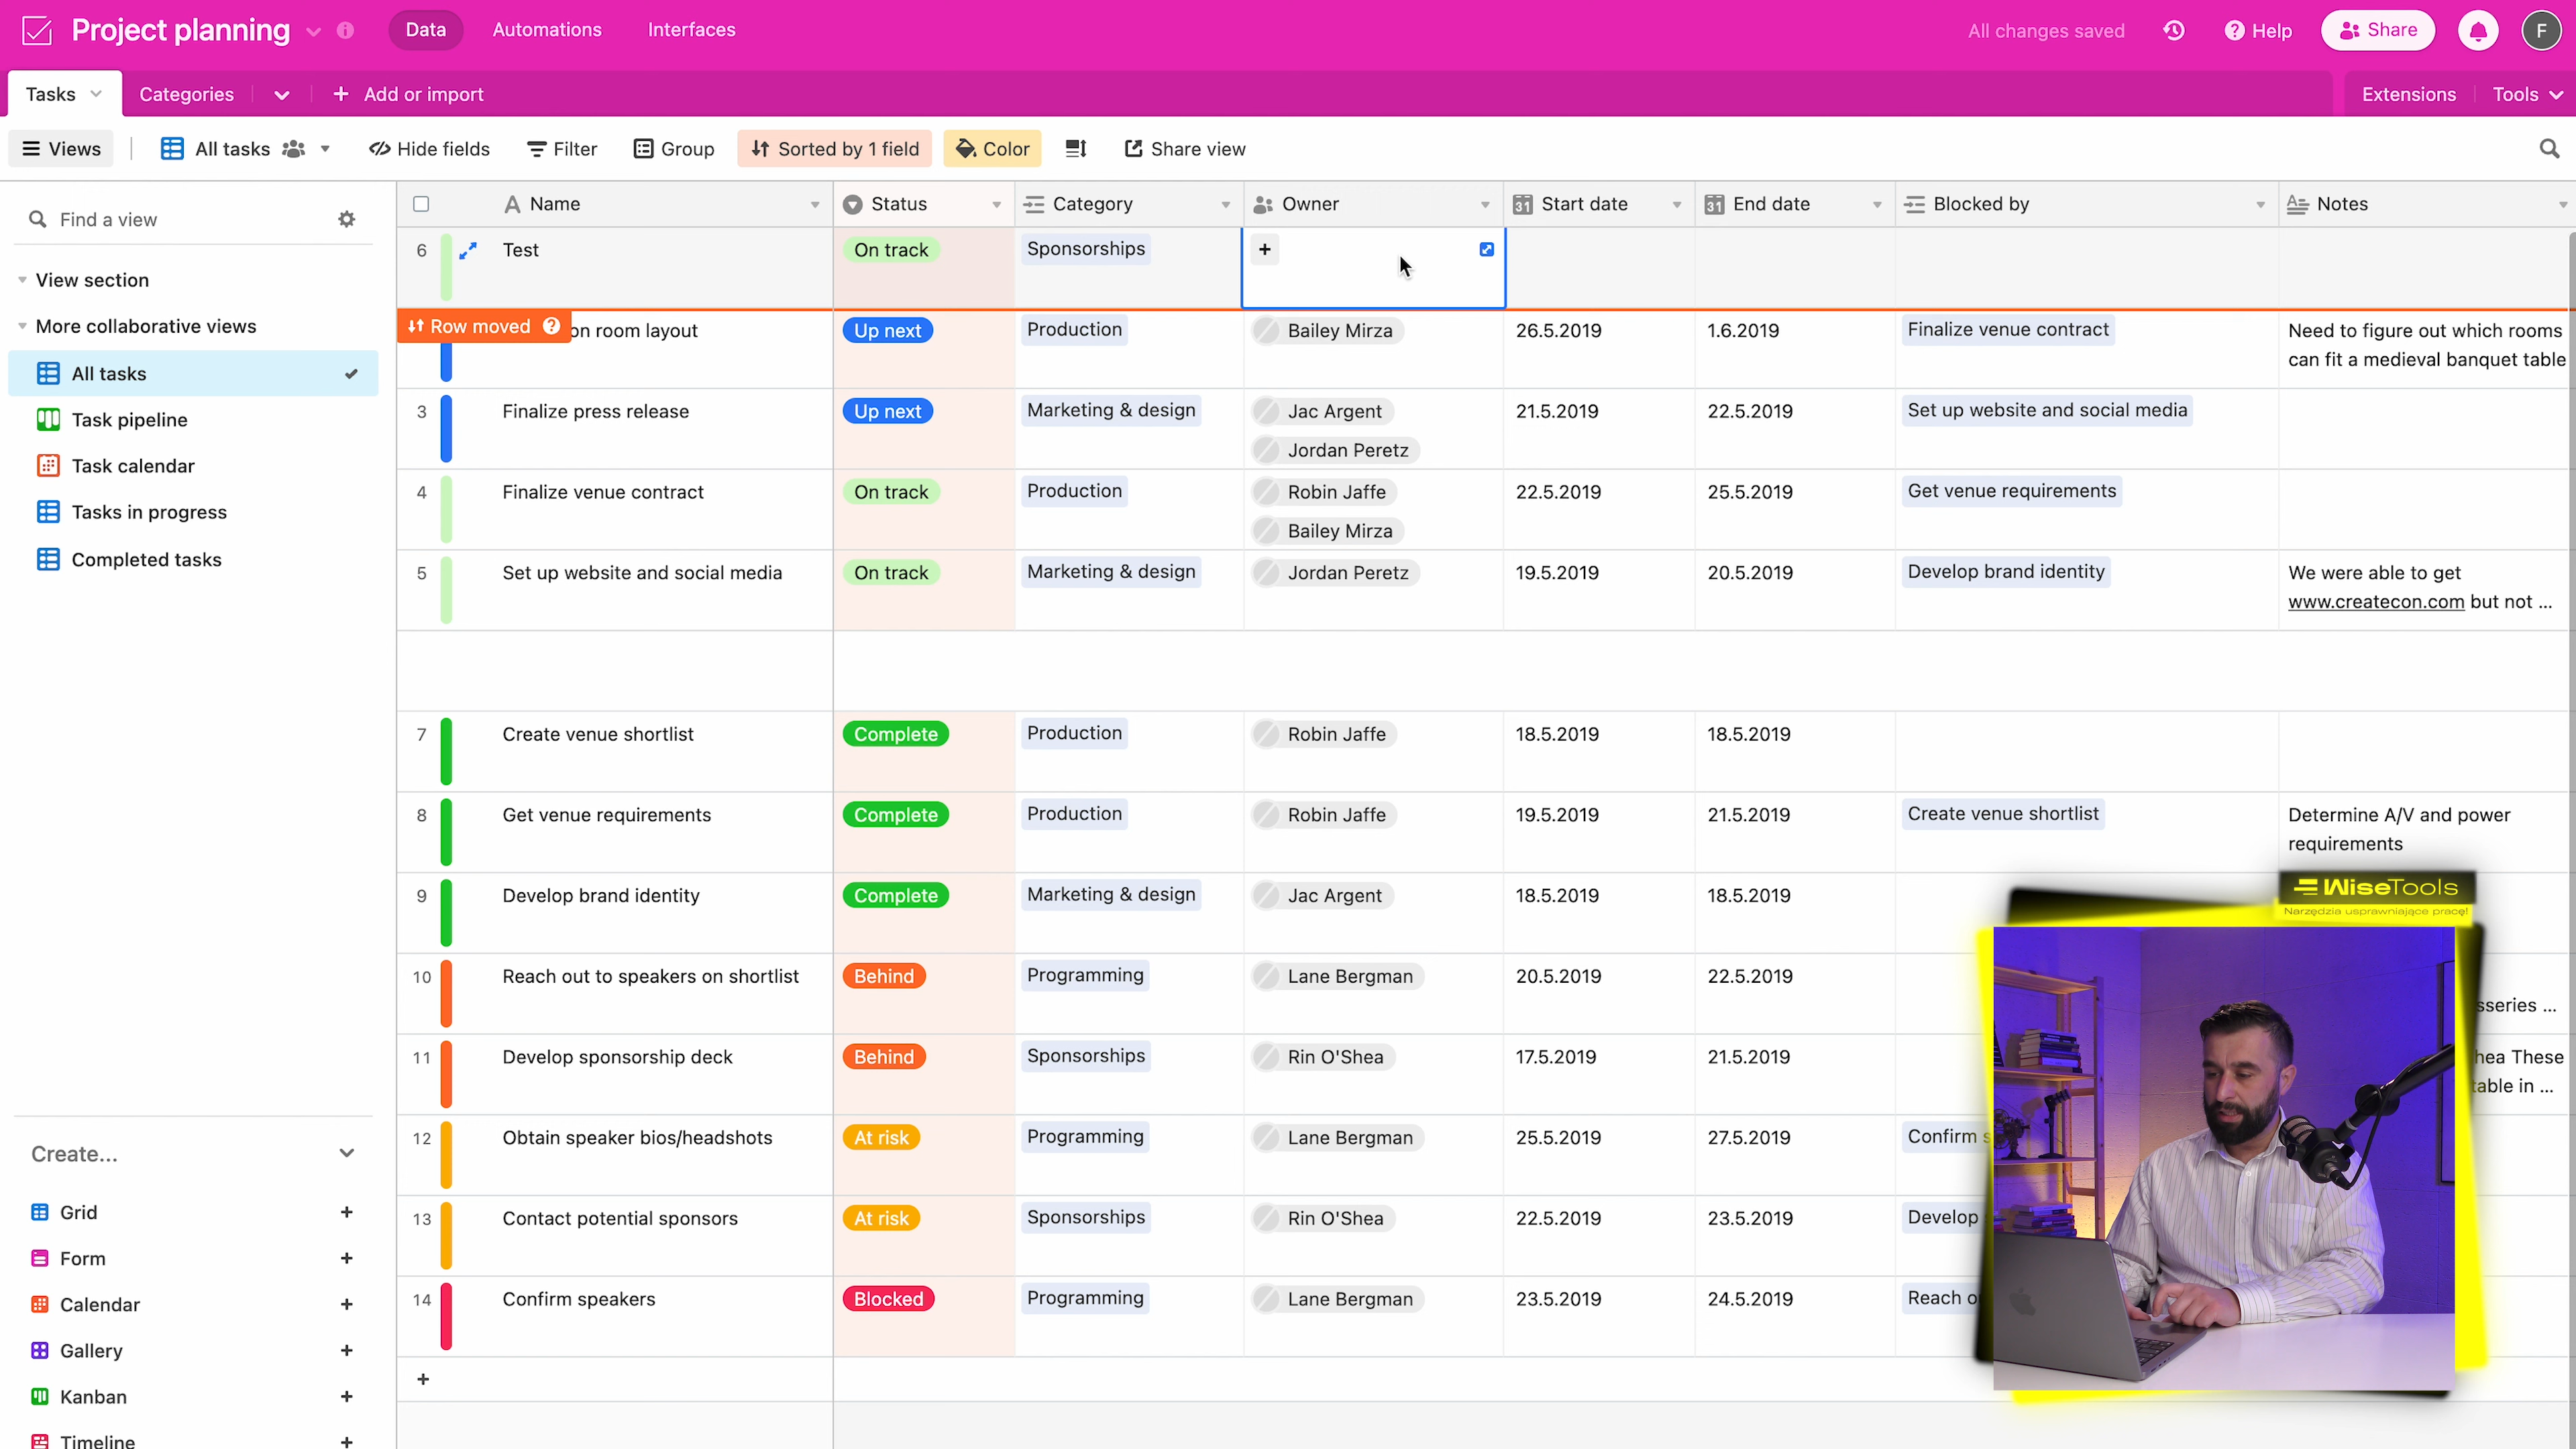 Project planning
Data
Automations
Interfaces
All changes saved
Help
Share
F
Tasks
Categories
Add or import
Extensions
Tools
Views
All tasks
Hide fields
Filter
Group
Sorted by 1 field
Color
Share view
Find a view
View section
More collaborative views
All tasks
Task pipeline
Task calendar
Tasks in progress
Completed tasks
Create...
Grid
Form
Calendar
Gallery
Kanban
Timeline
Name Status Category Owner Start date End date Blocked by Notes
6 Test On track Sponsorships
Row moved
on room layout Up next Production Bailey Mirza 26.5.2019 1.6.2019 Finalize venue contract Need to figure out which rooms
can fit a medieval banquet table
3 Finalize press release Up next Marketing & design Jac Argent 21.5.2019 22.5.2019 Set up website and social media
Jordan Peretz
4 Finalize venue contract On track Production Robin Jaffe 22.5.2019 25.5.2019 Get venue requirements
Bailey Mirza
5 Set up website and social media On track Marketing & design Jordan Peretz 19.5.2019 20.5.2019 Develop brand identity We were able to get
www.createcon.com but not ...
7 Create venue shortlist Complete Production Robin Jaffe 18.5.2019 18.5.2019
8 Get venue requirements Complete Production Robin Jaffe 19.5.2019 21.5.2019 Create venue shortlist Determine A/V and power
requirements
9 Develop brand identity Complete Marketing & design Jac Argent 18.5.2019 18.5.2019
10 Reach out to speakers on shortlist Behind Programming Lane Bergman 20.5.2019 22.5.2019
sseries ...
11 Develop sponsorship deck Behind Sponsorships Rin O'Shea 17.5.2019 21.5.2019 hea These
table in ...
12 Obtain speaker bios/headshots At risk Programming Lane Bergman 25.5.2019 27.5.2019 Confirm s
13 Contact potential sponsors At risk Sponsorships Rin O'Shea 22.5.2019 23.5.2019 Develop
14 Confirm speakers Blocked Programming Lane Bergman 23.5.2019 24.5.2019 Reach o
WiseTools
Narzędzia usprawniające pracę!